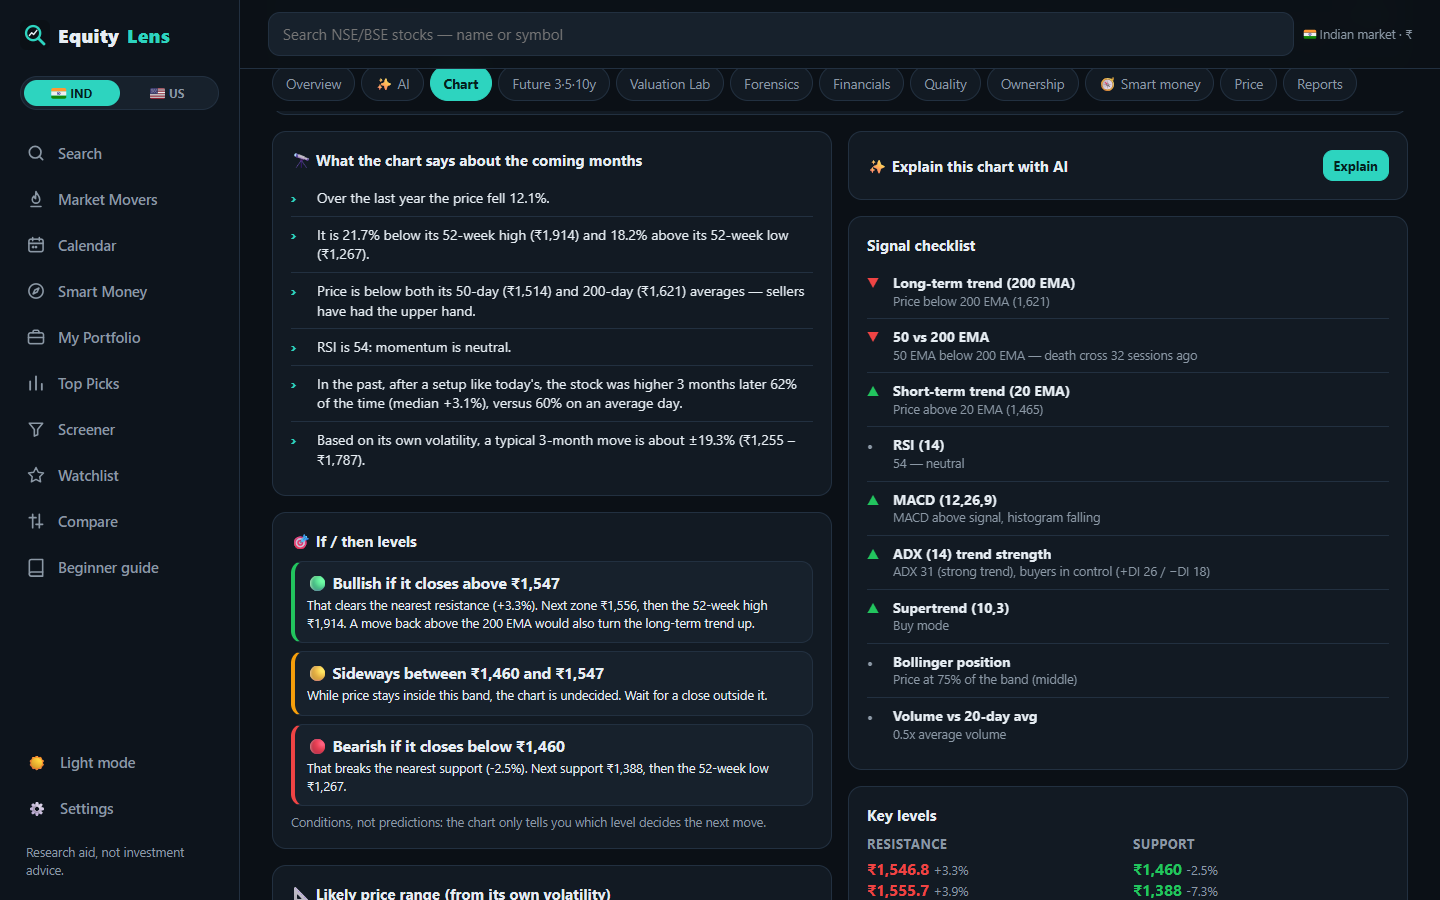 Equity Lens
IND
US
Search
Market Movers
Calendar
Smart Money
My Portfolio
Top Picks
Screener
Watchlist
Compare
Beginner guide
Light mode
Settings
Research aid, not investment
advice.
Search NSE/BSE stocks — name or symbol
Indian market · ₹
Overview
AI
Chart
Future 3·5·10y
Valuation Lab
Forensics
Financials
Quality
Ownership
Smart money
Price
Reports
What the chart says about the coming months
› Over the last year the price fell 12.1%.
› It is 21.7% below its 52-week high (₹1,914) and 18.2% above its 52-week low
(₹1,267).
› Price is below both its 50-day (₹1,514) and 200-day (₹1,621) averages — sellers
have had the upper hand.
› RSI is 54: momentum is neutral.
› In the past, after a setup like today's, the stock was higher 3 months later 62%
of the time (median +3.1%), versus 60% on an average day.
› Based on its own volatility, a typical 3-month move is about ±19.3% (₹1,255 –
₹1,787).
If / then levels
Bullish if it closes above ₹1,547
That clears the nearest resistance (+3.3%). Next zone ₹1,556, then the 52-week high
₹1,914. A move back above the 200 EMA would also turn the long-term trend up.
Sideways between ₹1,460 and ₹1,547
While price stays inside this band, the chart is undecided. Wait for a close outside it.
Bearish if it closes below ₹1,460
That breaks the nearest support (-2.5%). Next support ₹1,388, then the 52-week low
₹1,267.
Conditions, not predictions: the chart only tells you which level decides the next move.
Likely price range (from its own volatility)
Explain this chart with AI
Explain
Signal checklist
▼ Long-term trend (200 EMA)
Price below 200 EMA (1,621)
▼ 50 vs 200 EMA
50 EMA below 200 EMA — death cross 32 sessions ago
▲ Short-term trend (20 EMA)
Price above 20 EMA (1,465)
• RSI (14)
54 — neutral
▲ MACD (12,26,9)
MACD above signal, histogram falling
▲ ADX (14) trend strength
ADX 31 (strong trend), buyers in control (+DI 26 / −DI 18)
▲ Supertrend (10,3)
Buy mode
• Bollinger position
Price at 75% of the band (middle)
• Volume vs 20-day avg
0.5x average volume
Key levels
RESISTANCE SUPPORT
₹1,546.8 +3.3% ₹1,460 -2.5%
₹1,555.7 +3.9% ₹1,388 -7.3%